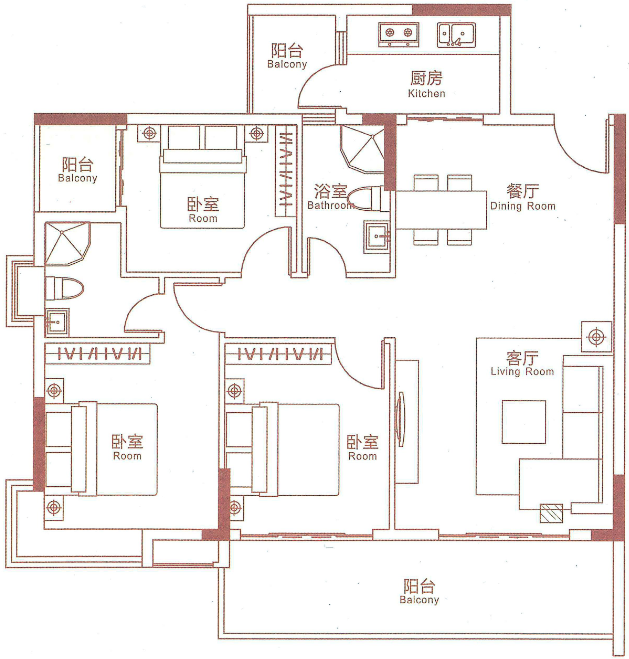 阳台
Balcony
厨房
Kitchen
阳台
Balcony
卧室
Room
浴室
Bathroom
餐厅
Dining Room
客厅
Living Room
卧室
Room
卧室
Room
阳台
Balcony